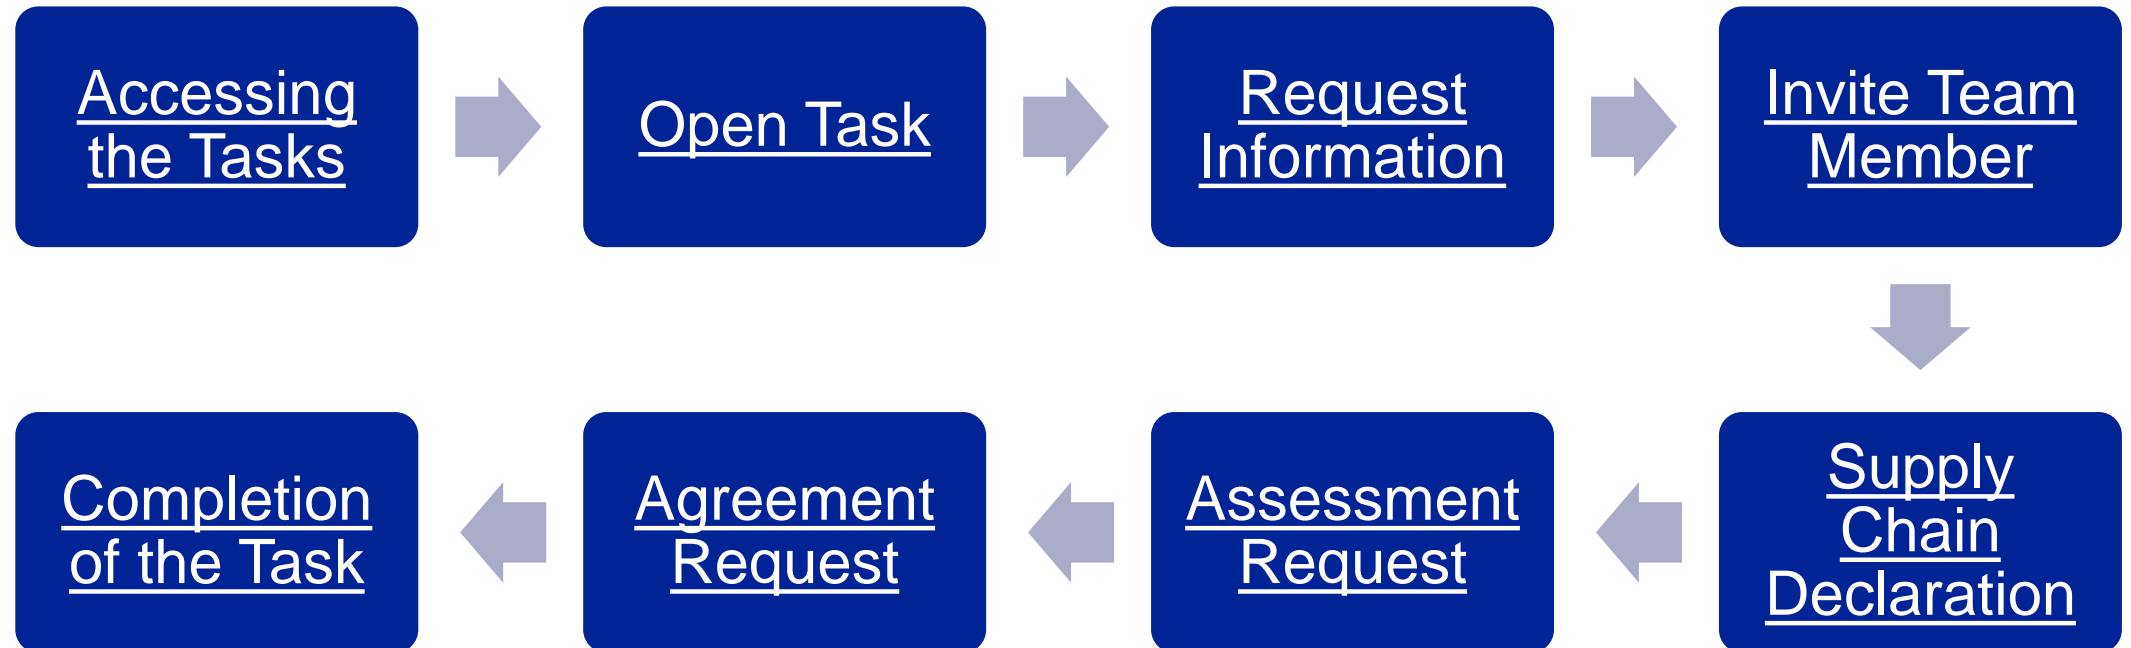 Accessing
the Tasks
Open Task
Request
Information
Invite Team
Member
Supply
Chain
Declaration
Assessment
Request
Agreement
Request
Completion
of the Task